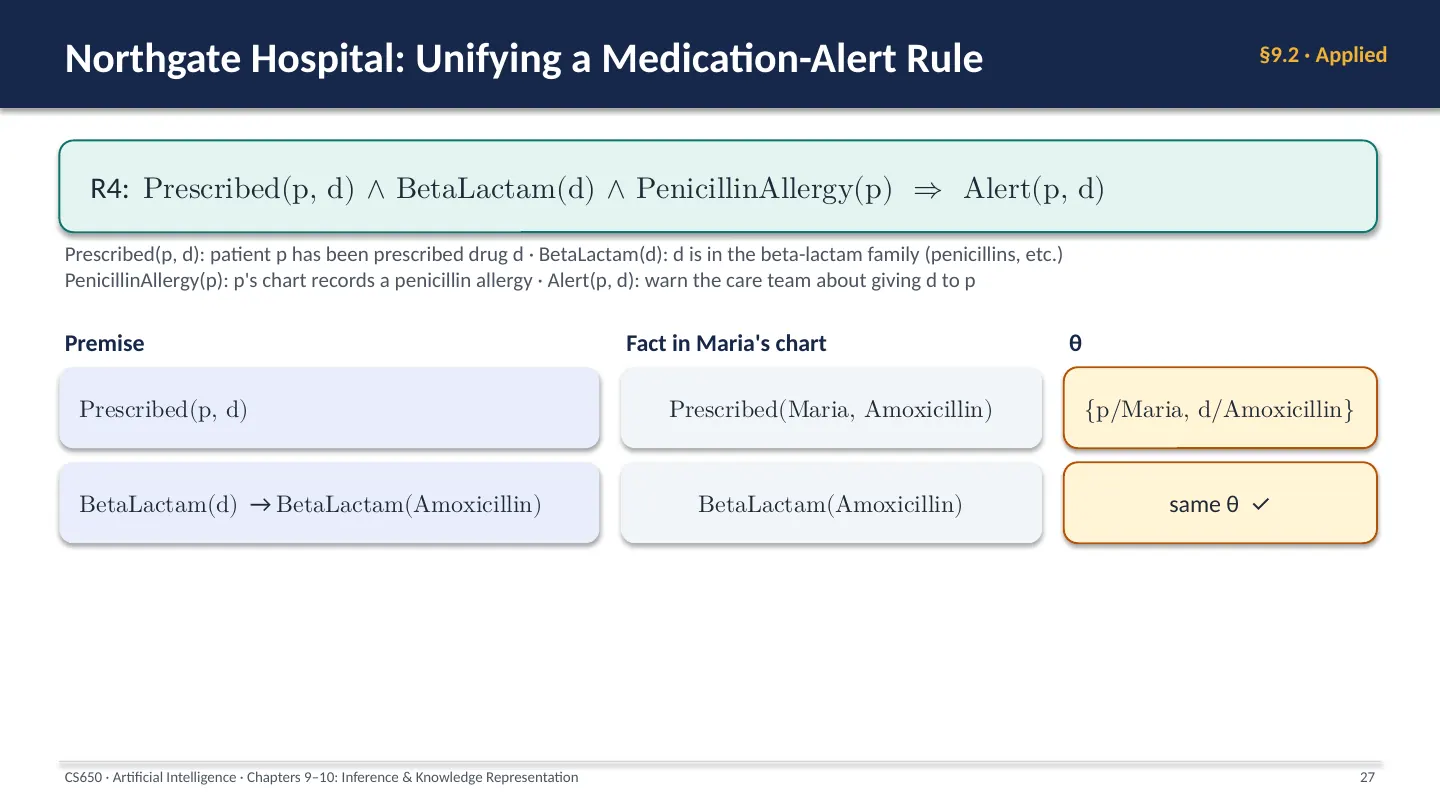 Northgate Hospital: Unifying a Medication-Alert Rule
§9.2 · Applied
R4: Prescribed(p, d) ∧ BetaLactam(d) ∧ PenicillinAllergy(p) ⇒ Alert(p, d)
Prescribed(p, d): patient p has been prescribed drug d · BetaLactam(d): d is in the beta-lactam family (penicillins, etc.)
PenicillinAllergy(p): p's chart records a penicillin allergy · Alert(p, d): warn the care team about giving d to p
Premise
Fact in Maria's chart
θ
Prescribed(p, d)
Prescribed(Maria, Amoxicillin)
{p/Maria, d/Amoxicillin}
BetaLactam(d) → BetaLactam(Amoxicillin)
BetaLactam(Amoxicillin)
same θ ✓
CS650 · Artificial Intelligence · Chapters 9–10: Inference & Knowledge Representation
27